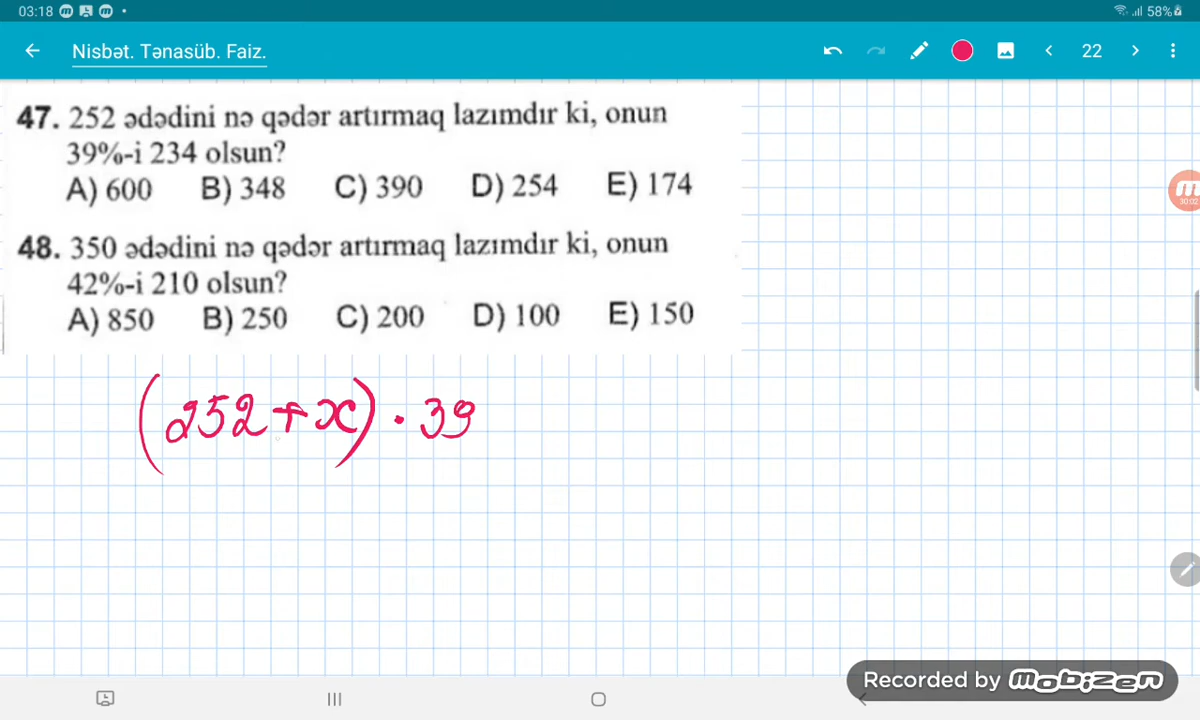 03:18 58%
Nisbət. Tənasüb. Faiz. 22
47. 252 ədədini nə qədər artırmaq lazımdır ki, onun
39%-i 234 olsun?
A) 600 B) 348 C) 390 D) 254 E) 174
48. 350 ədədini nə qədər artırmaq lazımdır ki, onun
42%-i 210 olsun?
A) 850 B) 250 C) 200 D) 100 E) 150
(252+x) · 39
30:02
Recorded by mobizen